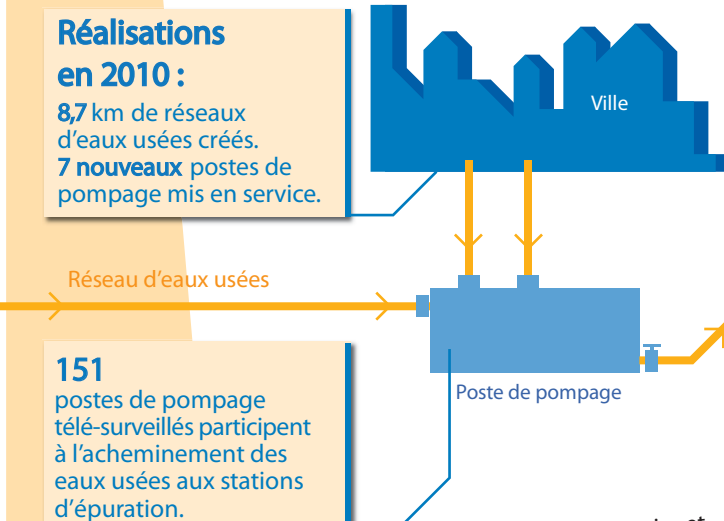 Réalisations
en 2010 :
8,7 km de réseaux
d'eaux usées créés.
7 nouveaux postes de
pompage mis en service.
Ville
Réseau d'eaux usées
151
postes de pompage
télé-surveillés participent
à l'acheminement des
eaux usées aux stations
d'épuration.
Poste de pompage